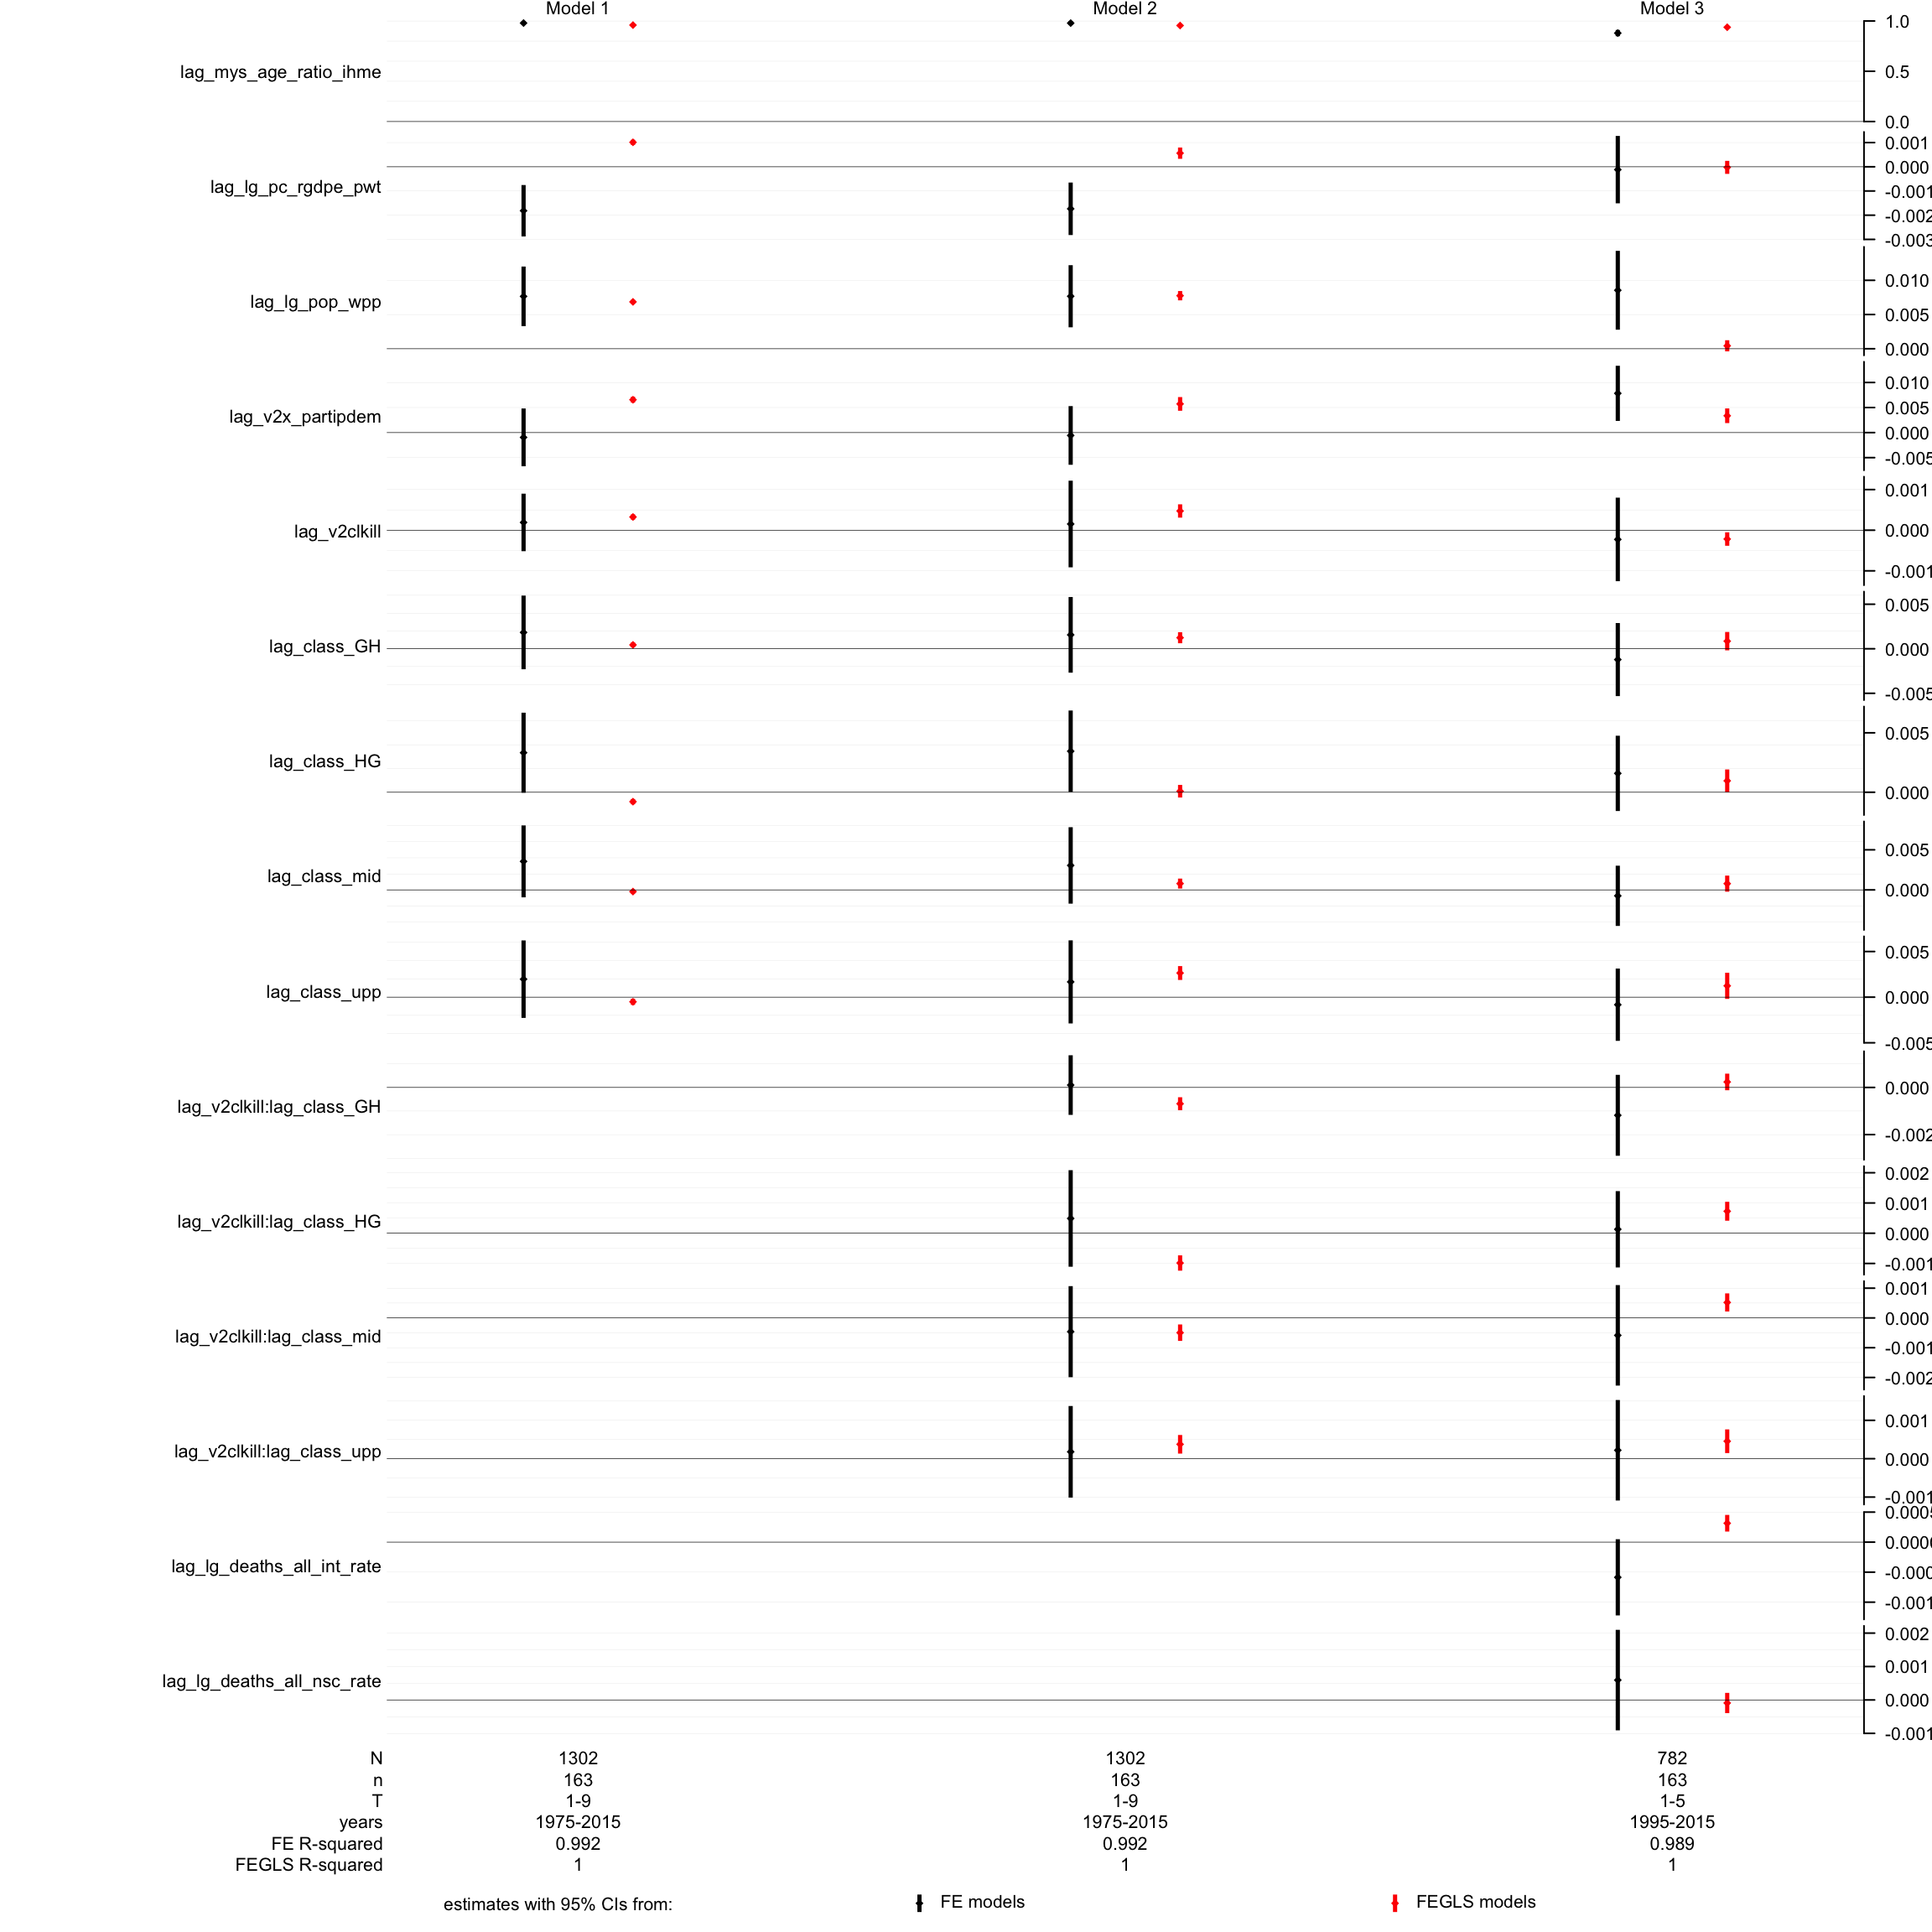 Model 1 Model 2 Model 3
lag_mys_age_ratio_ihme 1.0 0.5 0.0
lag_lg_pc_rgdpe_pwt 0.001 0.000 -0.001 -0.002 -0.003
lag_lg_pop_wpp 0.010 0.005 0.000
lag_v2x_partipdem 0.010 0.005 0.000 -0.005
lag_v2clkill 0.001 0.000 -0.001
lag_class_GH 0.005 0.000 -0.005
lag_class_HG 0.005 0.000
lag_class_mid 0.005 0.000
lag_class_upp 0.005 0.000 -0.005
lag_v2clkill:lag_class_GH 0.000 -0.002
lag_v2clkill:lag_class_HG 0.002 0.001 0.000 -0.001
lag_v2clkill:lag_class_mid 0.001 0.000 -0.001 -0.002
lag_v2clkill:lag_class_upp 0.001 0.000 -0.001
lag_lg_deaths_all_int_rate 0.000 -0.000 -0.001
lag_lg_deaths_all_nsc_rate 0.002 0.001 0.000 -0.001
N 1302 1302 782
n 163 163 163
T 1-9 1-9 1-5
years 1975-2015 1975-2015 1995-2015
FE R-squared 0.992 0.992 0.989
FEGLS R-squared 1 1 1
estimates with 95% CIs from: FE models FEGLS models